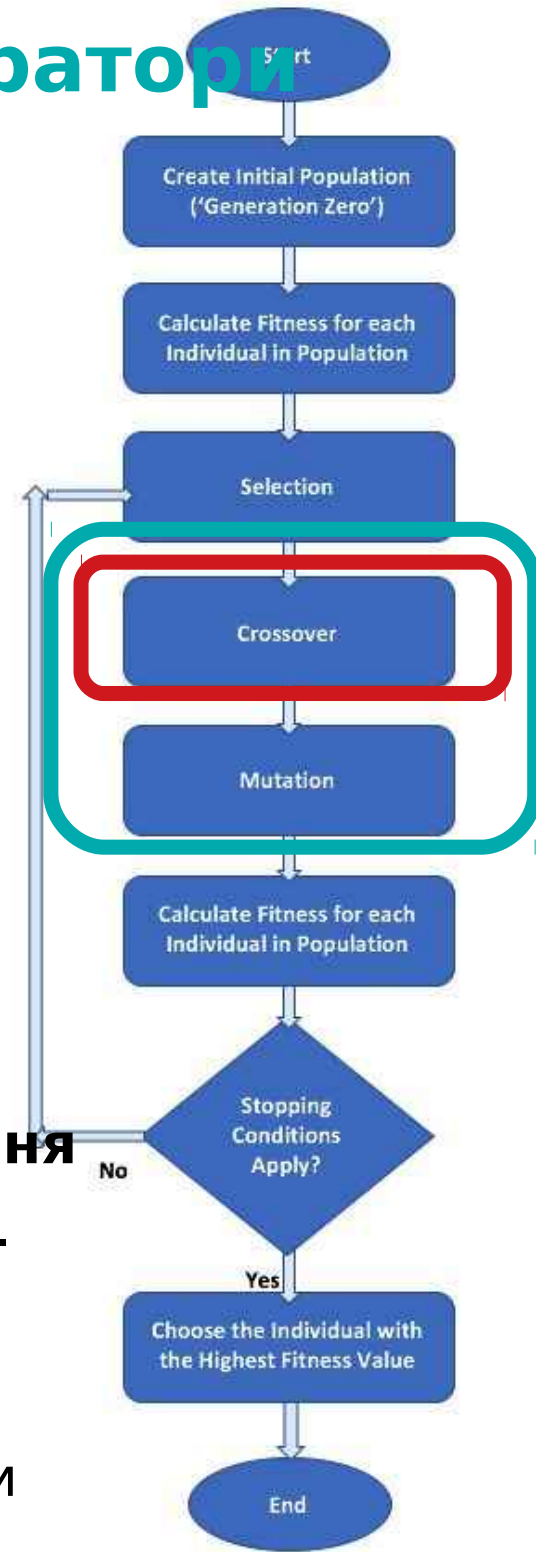 ратори
Start
Create Initial Population
('Generation Zero')
Calculate Fitness for each
Individual in Population
Selection
Crossover
Mutation
Calculate Fitness for each
Individual in Population
Stopping
Conditions
Apply?
ня
No
-
Yes
Choose the Individual with
the Highest Fitness Value
и
End